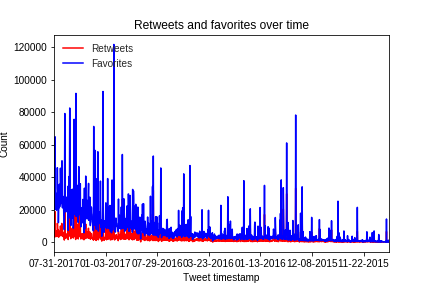 Retweets and favorites over time
Retweets
Favorites
120000
100000
80000
60000
40000
20000
0
Count
07-31-2017
01-03-2017
07-29-2016
03-23-2016
01-13-2016
12-08-2015
11-22-2015
Tweet timestamp